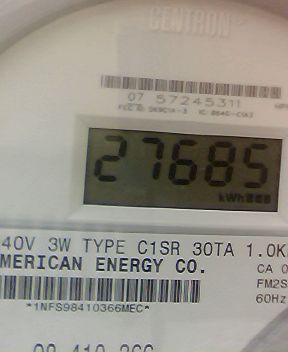 CENTRON
07 57245311
27685
kWh
40V 3W TYPE C1SR 30TA 1.0K
MERICAN ENERGY CO.
CA 0
FM2S
60Hz
*1NFS98410366MEC*